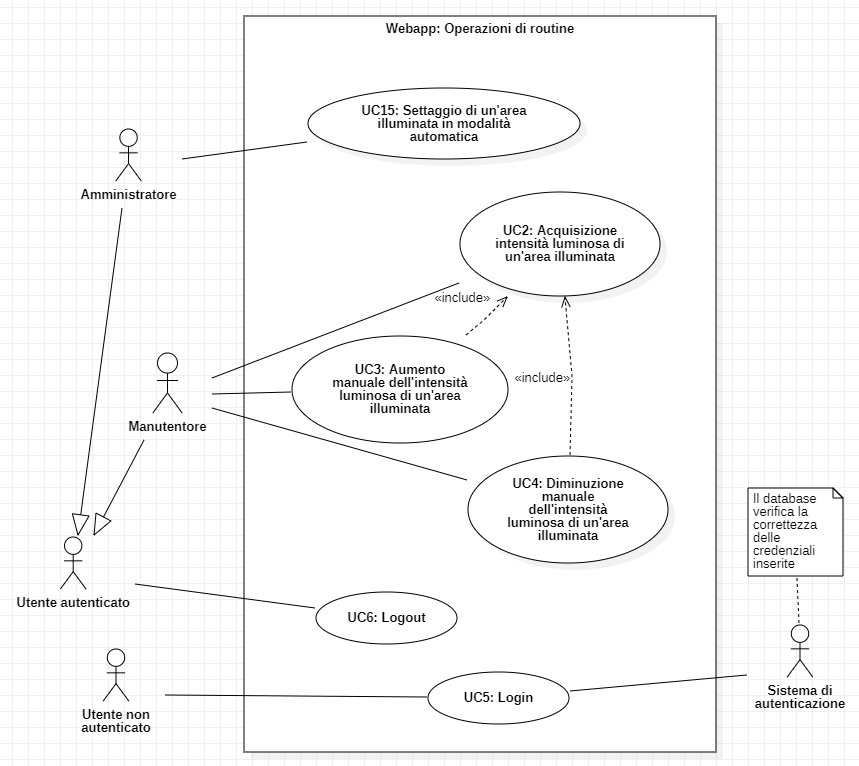 Webapp: Operazioni di routine
UC15: Settaggio di un'area
illuminata in modalità
automatica
Amministratore
UC2: Acquisizione
intensità luminosa di
un'area illuminata
«include»
UC3: Aumento
manuale dell'intensità
luminosa di un'area
illuminata
«include»
Manutentore
UC4: Diminuzione
manuale
dell'intensità
luminosa di un'area
illuminata
Il database
verifica la
correttezza
delle
credenziali
inserite
Utente autenticato
UC6: Logout
Utente non
autenticato
UC5: Login
Sistema di
autenticazione